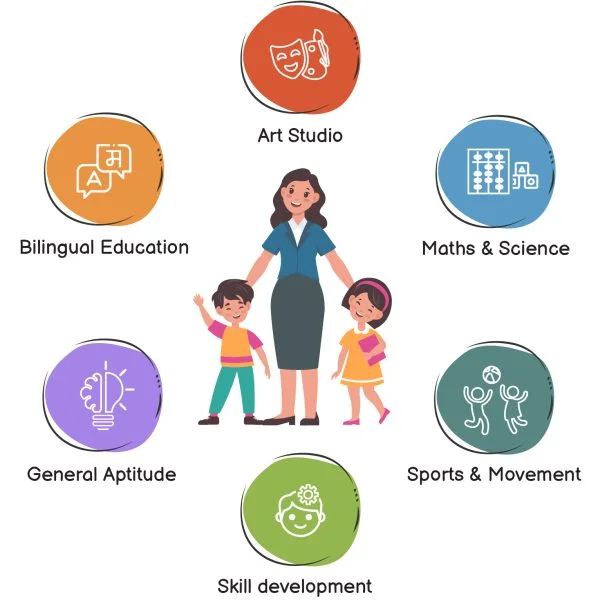 Art Studio
अ
A
Bilingual Education
Maths & Science
General Aptitude
Sports & Movement
Skill development